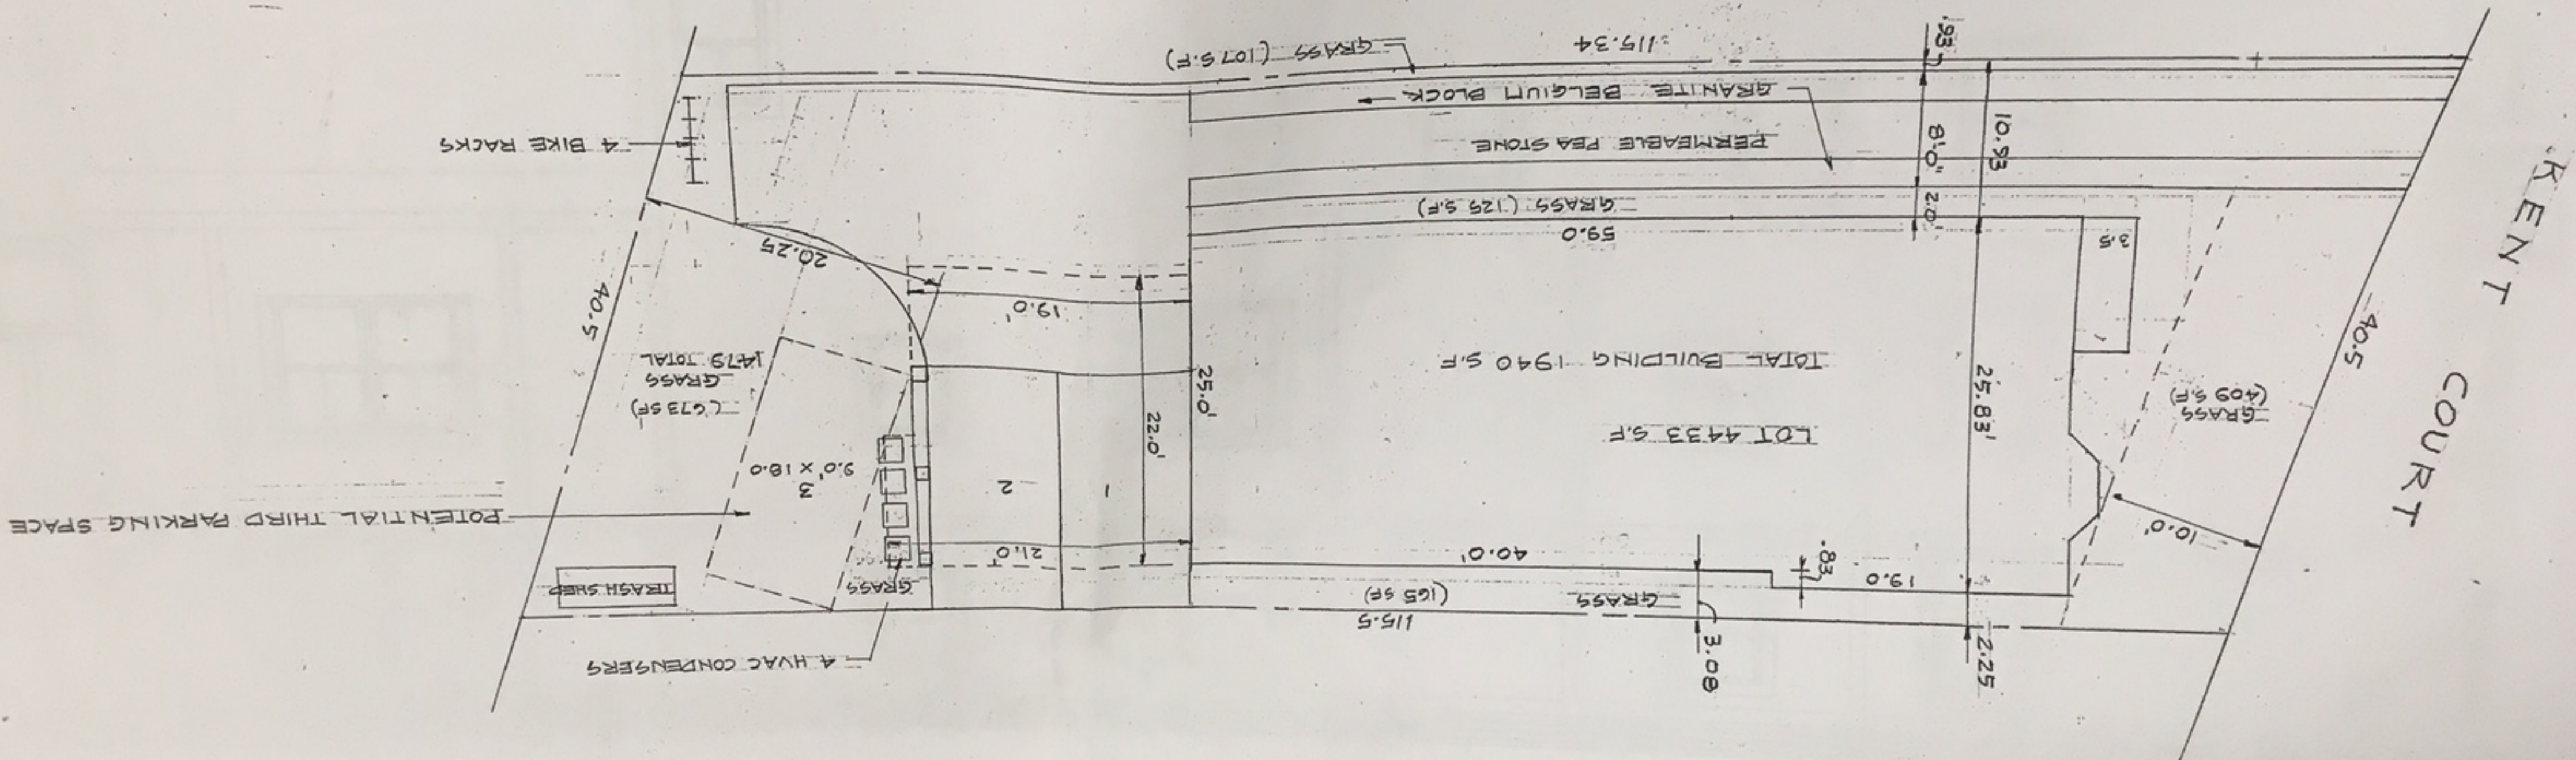 KENT COURT
.93
115.34
GRASS (107 S.F)
GRANITE BELGIUM BLOCK
PERMEABLE PEA STONE
8'0"
10.93
2.0'
GRASS (125 S.F)
59.0
3.5
4 BIKE RACKS
20.25
40.5
19.0'
1479 TOTAL
GRASS
(673 SF)
25.0'
TOTAL BUILDING 1940 S.F
LOT 4433 S.F
25.83'
40.5
GRASS
(409 S.F)
10.0'
22.0'
1
2
3
9.0' X 18.0
POTENTIAL THIRD PARKING SPACE
21.0'
40.0'
.83
19.0
TRASH SHED
GRASS
GRASS
(165 SF)
115.5
3.08
2.25
4 HVAC CONDENSERS